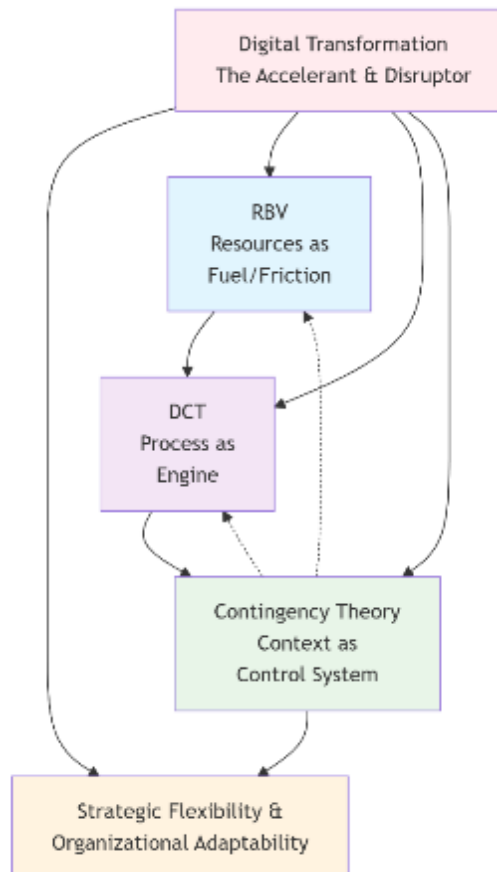 Digital Transformation
The Accelerant & Disruptor
RBV
Resources as
Fuel/Friction
DCT
Process as
Engine
Contingency Theory
Context as
Control System
Strategic Flexibility &
Organizational Adaptability